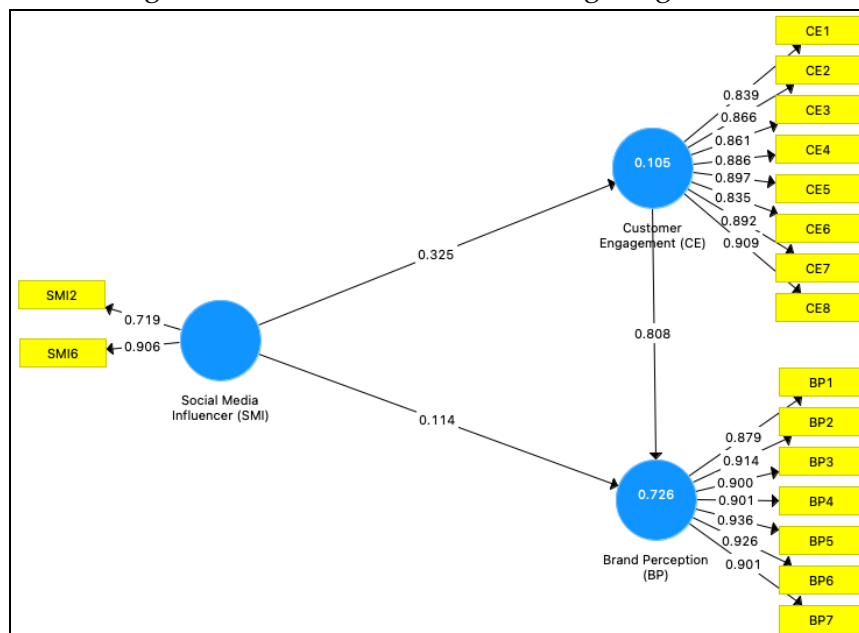 CE1
CE2
CE3
CE4
CE5
CE6
CE7
CE8
0.839
0.866
0.861
0.886
0.897
0.835
0.892
0.909
0.105
Customer
Engagement (CE)
0.325
SMI2
SMI6
0.719
0.906
Social Media
Influencer (SMI)
0.808
0.114
BP1
BP2
BP3
BP4
BP5
BP6
BP7
0.879
0.914
0.900
0.901
0.936
0.926
0.901
0.726
Brand Perception
(BP)